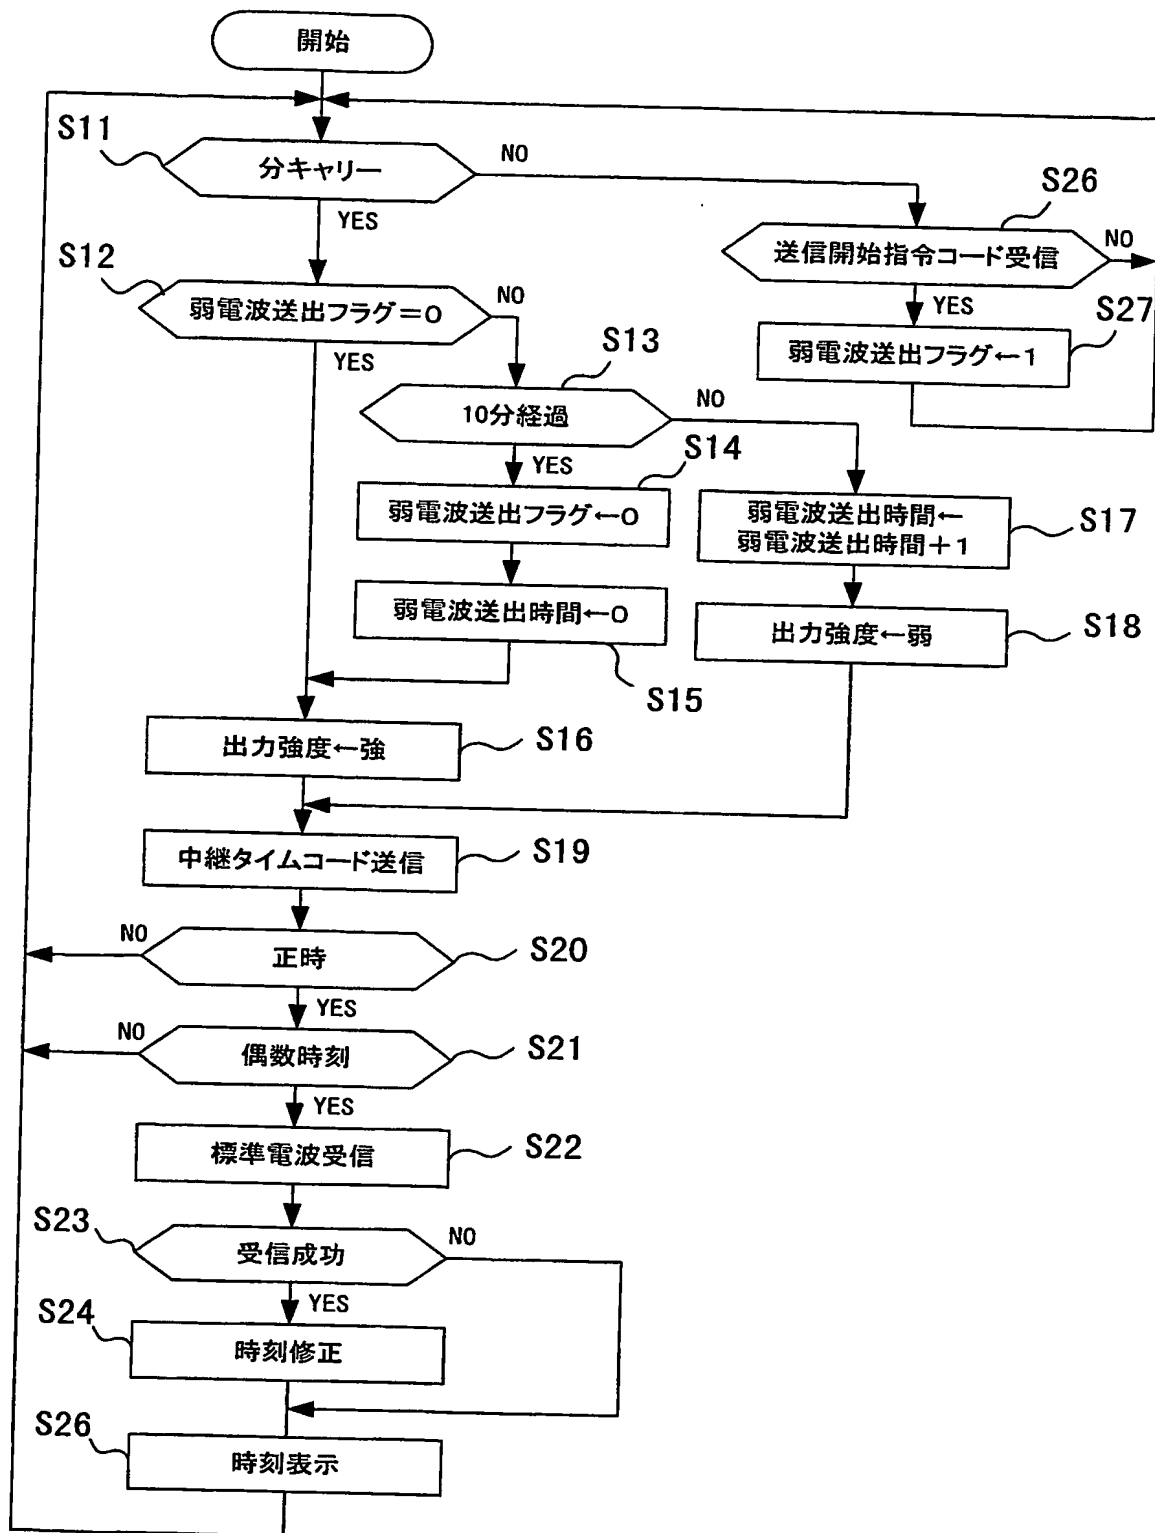 開始
S11
分キャリー
NO
YES
S26
送信開始指令コード受信
NO
YES
S12
弱電波送出フラグ=0
NO
YES
S27
弱電波送出フラグ←1
S13
10分経過
NO
YES
S14
弱電波送出フラグ←0
弱電波送出時間←
弱電波送出時間+1
S17
弱電波送出時間←0
S15
出力強度←弱
S18
出力強度←強
S16
中継タイムコード送信
S19
NO
正時
S20
YES
NO
偶数時刻
S21
YES
標準電波受信
S22
S23
受信成功
NO
YES
S24
時刻修正
S26
時刻表示